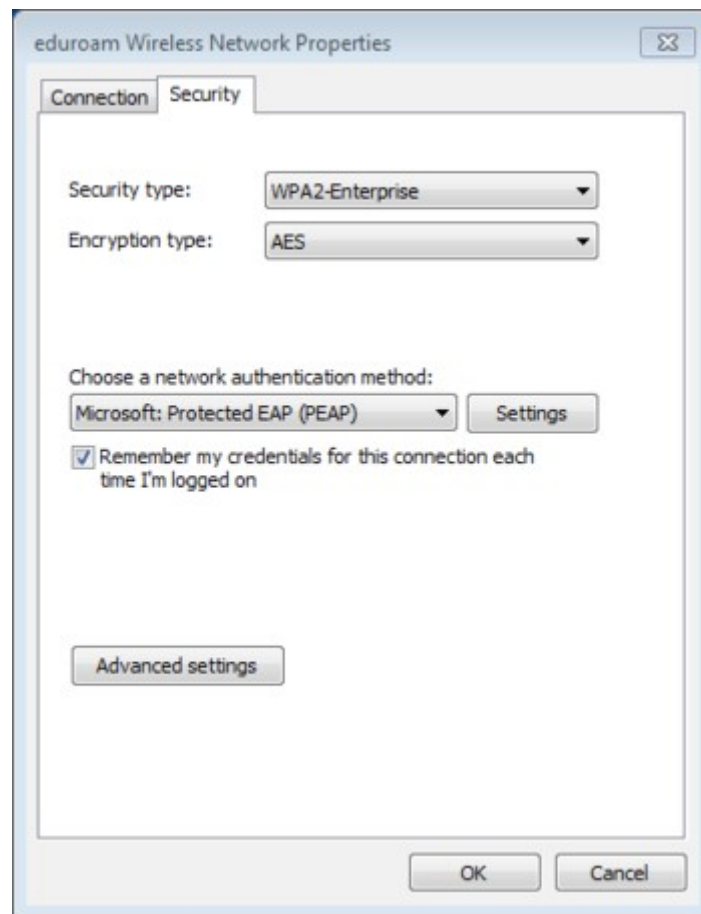 eduroam Wireless Network Properties
Connection Security
Security type: WPA2-Enterprise
Encryption type: AES
Choose a network authentication method:
Microsoft: Protected EAP (PEAP) Settings
Remember my credentials for this connection each
time I'm logged on
Advanced settings
OK Cancel